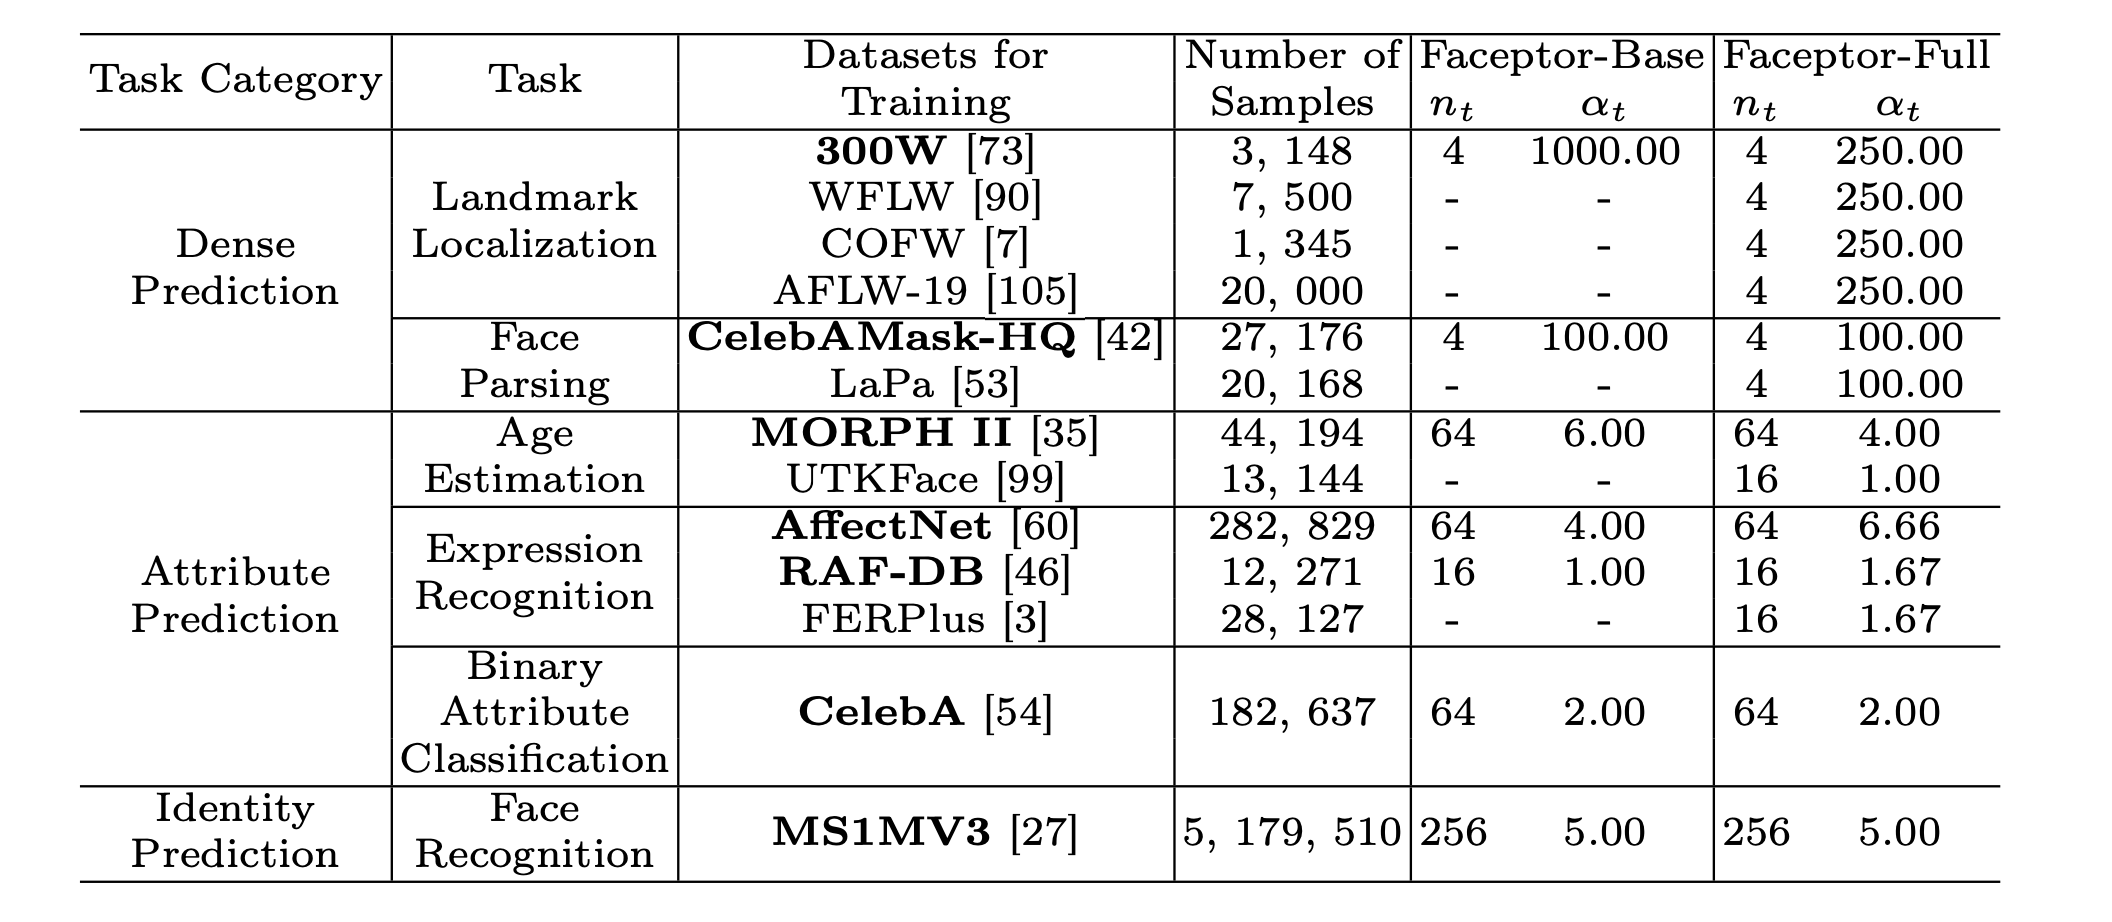 Task Category Task Datasets for Training Number of Samples Faceptor-Base Faceptor-Full
n_t α_t n_t α_t
Dense Prediction
Landmark Localization
300W [73] 3, 148 4 1000.00 4 250.00
WFLW [90] 7, 500 - - 4 250.00
COFW [7] 1, 345 - - 4 250.00
AFLW-19 [105] 20, 000 - - 4 250.00
Face Parsing
CelebAMask-HQ [42] 27, 176 4 100.00 4 100.00
LaPa [53] 20, 168 - - 4 100.00
Attribute Prediction
Age Estimation
MORPH II [35] 44, 194 64 6.00 64 4.00
UTKFace [99] 13, 144 - - 16 1.00
Expression Recognition
AffectNet [60] 282, 829 64 4.00 64 6.66
RAF-DB [46] 12, 271 16 1.00 16 1.67
FERPlus [3] 28, 127 - - 16 1.67
Binary Attribute Classification
CelebA [54] 182, 637 64 2.00 64 2.00
Identity Prediction
Face Recognition
MS1MV3 [27] 5, 179, 510 256 5.00 256 5.00